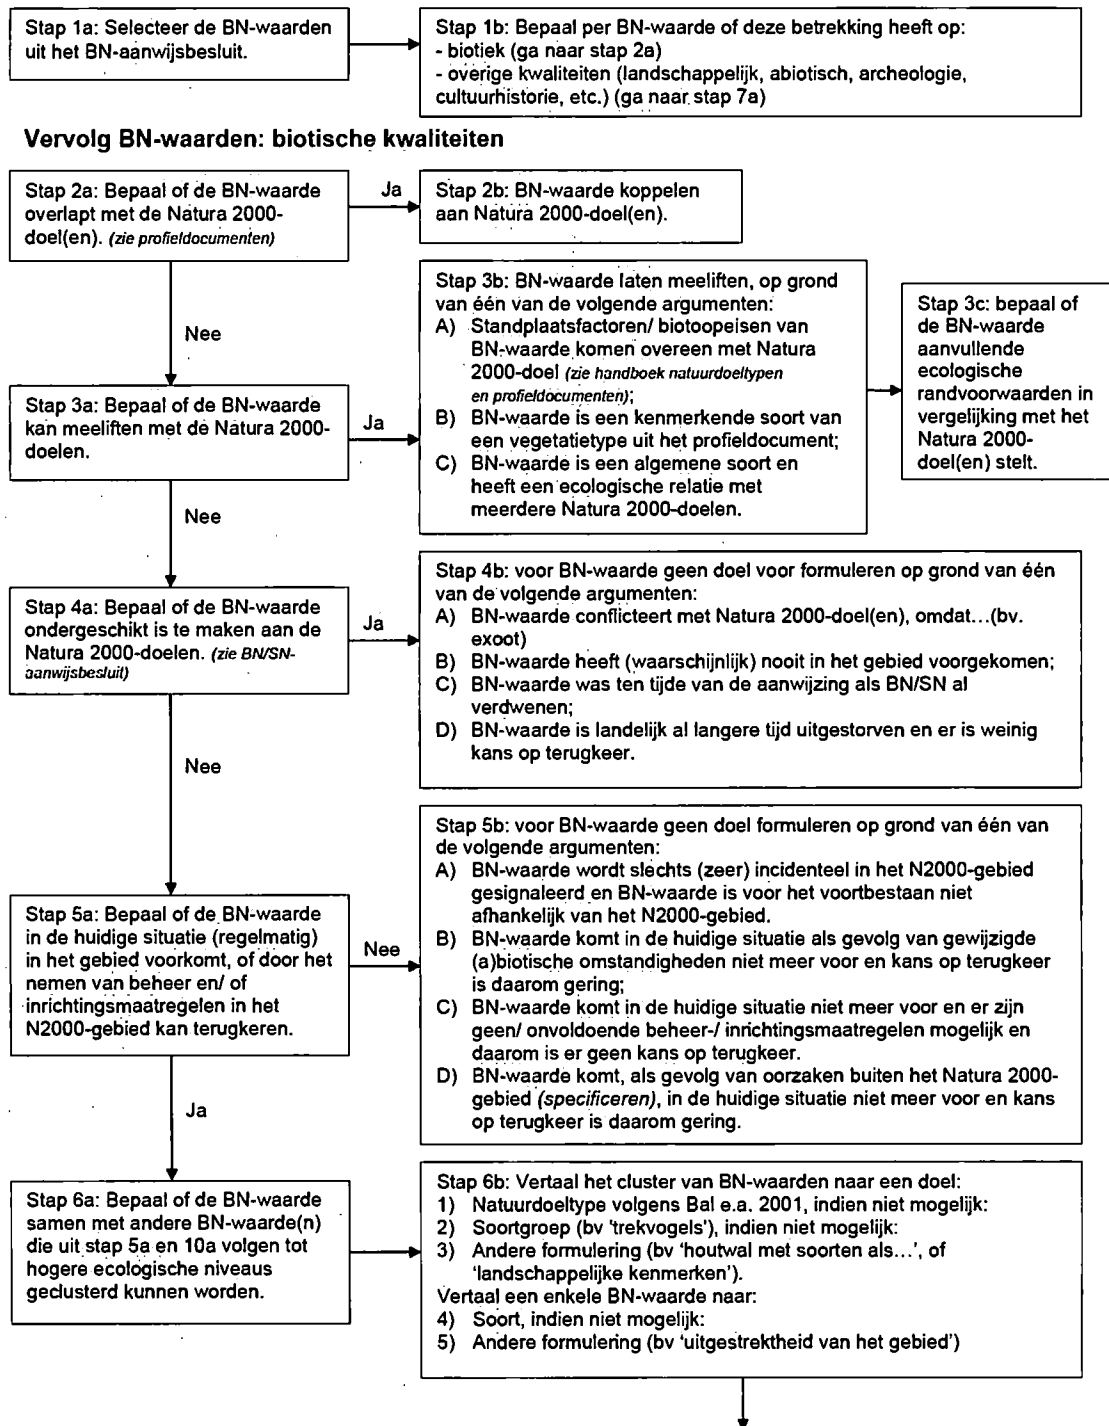 Stap 1a: Selecteer de BN-waarden
uit het BN-aanwijsbesluit.
Stap 1b: Bepaal per BN-waarde of deze betrekking heeft op:
- biotiek (ga naar stap 2a)
- overige kwaliteiten (landschappelijk, abiotisch, archeologie,
cultuurhistorie, etc.) (ga naar stap 7a)
Vervolg BN-waarden: biotische kwaliteiten
Stap 2a: Bepaal of de BN-waarde
overlapt met de Natura 2000-
doel(en). (zie profieldocumenten)
Ja
Stap 2b: BN-waarde koppelen
aan Natura 2000-doel(en).
Nee
Stap 3a: Bepaal of de BN-waarde
kan meeliften met de Natura 2000-
doelen.
Ja
Stap 3b: BN-waarde laten meeliften, op grond
van één van de volgende argumenten:
A) Standplaatsfactoren/ biotoopeisen van
BN-waarde komen overeen met Natura
2000-doel (zie handboek natuurdoeltypen
en profieldocumenten);
B) BN-waarde is een kenmerkende soort van
een vegetatietype uit het profieldocument;
C) BN-waarde is een algemene soort en
heeft een ecologische relatie met
meerdere Natura 2000-doelen.
Stap 3c: bepaal of
de BN-waarde
aanvullende
ecologische
randvoorwaarden in
vergelijking met het
Natura 2000-
doel(en) stelt.
Nee
Stap 4a: Bepaal of de BN-waarde
ondergeschikt is te maken aan de
Natura 2000-doelen. (zie BN/SN-
aanwijsbesluit)
Ja
Stap 4b: voor BN-waarde geen doel voor formuleren op grond van één
van de volgende argumenten:
A) BN-waarde conflicteert met Natura 2000-doel(en), omdat...(bv.
exoot)
B) BN-waarde heeft (waarschijnlijk) nooit in het gebied voorgekomen;
C) BN-waarde was ten tijde van de aanwijzing als BN/SN al
verdwenen;
D) BN-waarde is landelijk al langere tijd uitgestorven en er is weinig
kans op terugkeer.
Nee
Stap 5a: Bepaal of de BN-waarde
in de huidige situatie (regelmatig)
in het gebied voorkomt, of door het
nemen van beheer en/ of
inrichtingsmaatregelen in het
N2000-gebied kan terugkeren.
Nee
Stap 5b: voor BN-waarde geen doel formuleren op grond van één van
de volgende argumenten:
A) BN-waarde wordt slechts (zeer) incidenteel in het N2000-gebied
gesignaleerd en BN-waarde is voor het voortbestaan niet
afhankelijk van het N2000-gebied.
B) BN-waarde komt in de huidige situatie als gevolg van gewijzigde
(a)biotische omstandigheden niet meer voor en kans op terugkeer
is daarom gering;
C) BN-waarde komt in de huidige situatie niet meer voor en er zijn
geen/ onvoldoende beheer-/ inrichtingsmaatregelen mogelijk en
daarom is er geen kans op terugkeer.
D) BN-waarde komt, als gevolg van oorzaken buiten het Natura 2000-
gebied (specificeren), in de huidige situatie niet meer voor en kans
op terugkeer is daarom gering.
Ja
Stap 6a: Bepaal of de BN-waarde
samen met andere BN-waarde(n)
die uit stap 5a en 10a volgen tot
hogere ecologische niveaus
geclusterd kunnen worden.
Stap 6b: Vertaal het cluster van BN-waarden naar een doel:
1) Natuurdoeltype volgens Bal e.a. 2001, indien niet mogelijk:
2) Soortgroep (bv 'trekvogels'), indien niet mogelijk:
3) Andere formulering (bv 'houtwal met soorten als…', of
'landschappelijke kenmerken').
Vertaal een enkele BN-waarde naar:
4) Soort, indien niet mogelijk:
5) Andere formulering (bv 'uitgestrektheid van het gebied')